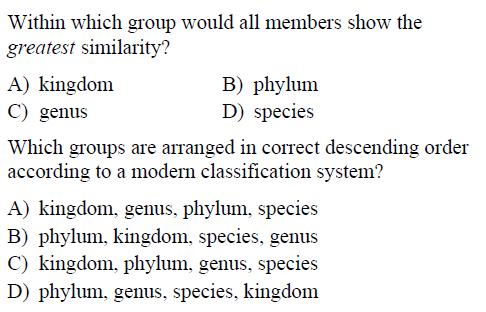 Within which group would all members show the
greatest similarity?
A) kingdom B) phylum
C) genus D) species
Which groups are arranged in correct descending order
according to a modern classification system?
A) kingdom, genus, phylum, species
B) phylum, kingdom, species, genus
C) kingdom, phylum, genus, species
D) phylum, genus, species, kingdom